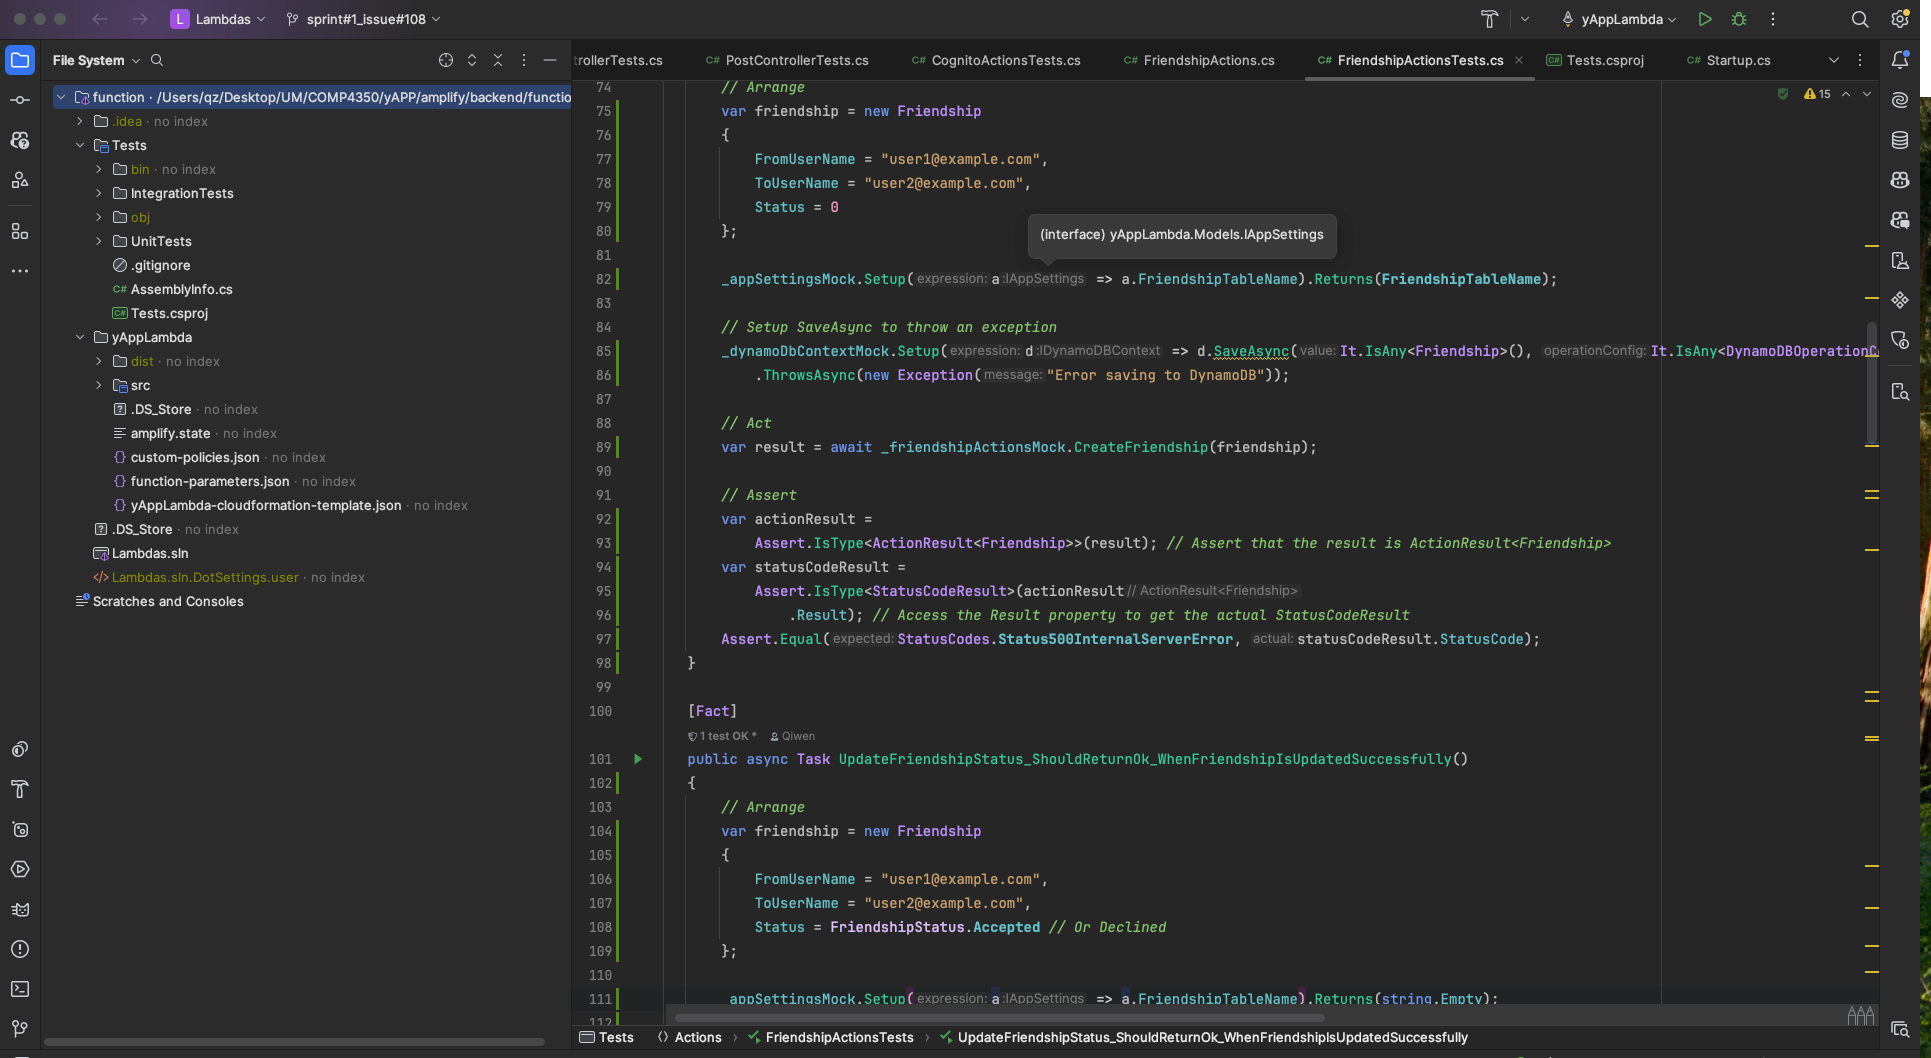 L Lambdas sprint#1_issue#108 yAppLambda
File System
trollerTests.cs C# PostControllerTests.cs C# CognitoActionsTests.cs C# FriendshipActions.cs C# FriendshipActionsTests.cs C# Tests.csproj C# Startup.cs
function · /Users/qz/Desktop/UM/COMP4350/yAPP/amplify/backend/functio
.idea · no index
Tests
bin · no index
IntegrationTests
obj
UnitTests
.gitignore
C# AssemblyInfo.cs
C# Tests.csproj
yAppLambda
dist · no index
src
.DS_Store · no index
amplify.state · no index
custom-policies.json · no index
function-parameters.json · no index
yAppLambda-cloudformation-template.json · no index
.DS_Store · no index
Lambdas.sln
Lambdas.sln.DotSettings.user · no index
Scratches and Consoles
15
74 // Arrange
75 var friendship = new Friendship
76 {
77 FromUserName = "user1@example.com",
78 ToUserName = "user2@example.com",
79 Status = 0
80 };
(interface) yAppLambda.Models.IAppSettings
81
82 _appSettingsMock.Setup( expression: a :IAppSettings => a.FriendshipTableName).Returns(FriendshipTableName);
83
84 // Setup SaveAsync to throw an exception
85 _dynamoDbContextMock.Setup( expression: d :IDynamoDBContext => d.SaveAsync( value: It.IsAny<Friendship>(), operationConfig: It.IsAny<DynamoDBOperationC
86 .ThrowsAsync(new Exception( message: "Error saving to DynamoDB"));
87
88 // Act
89 var result = await _friendshipActionsMock.CreateFriendship(friendship);
90
91 // Assert
92 var actionResult =
93 Assert.IsType<ActionResult<Friendship>>(result); // Assert that the result is ActionResult<Friendship>
94 var statusCodeResult =
95 Assert.IsType<StatusCodeResult>(actionResult // ActionResult<Friendship>
96 .Result); // Access the Result property to get the actual StatusCodeResult
97 Assert.Equal( expected: StatusCodes.Status500InternalServerError, actual: statusCodeResult.StatusCode);
98 }
99
100 [Fact]
1 test OK * Qiwen
101 public async Task UpdateFriendshipStatus_ShouldReturnOk_WhenFriendshipIsUpdatedSuccessfully()
102 {
103 // Arrange
104 var friendship = new Friendship
105 {
106 FromUserName = "user1@example.com",
107 ToUserName = "user2@example.com",
108 Status = FriendshipStatus.Accepted // Or Declined
109 };
110
111 _appSettingsMock.Setup( expression: a :IAppSettings => a.FriendshipTableName).Returns(string.Empty);
112
Tests Actions › FriendshipActionsTests › UpdateFriendshipStatus_ShouldReturnOk_WhenFriendshipIsUpdatedSuccessfully